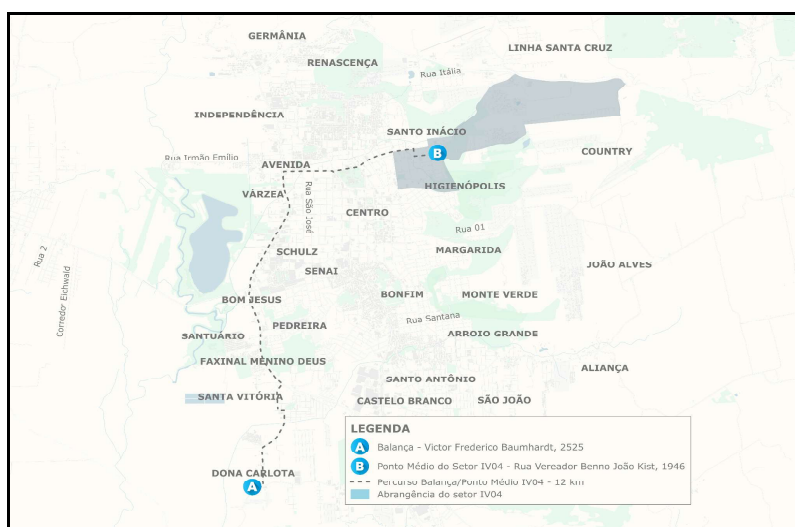 GERMÂNIA
LINHA SANTA CRUZ
RENASCENÇA
Rua Itália
INDEPENDÊNCIA
SANTO INÁCIO
B
COUNTRY
Rua Irmão Emílio
AVENIDA
HIGIENÓPOLIS
VÁRZEA
Rua São José
CENTRO
Rua 01
Rua 2
SCHULZ
MARGARIDA
SENAI
JOÃO ALVES
Corredor Eichwald
BOM JESUS
BONFIM
MONTE VERDE
PEDREIRA
Rua Santana
SANTUÁRIO
ARROIO GRANDE
FAXINAL MENINO DEUS
ALIANÇA
SANTO ANTÔNIO
SANTA VITÓRIA
CASTELO BRANCO
SÃO JOÃO
DONA CARLOTA
A
LEGENDA
A Balança - Victor Frederico Baumhardt, 2525
B Ponto Médio do Setor IV04 - Rua Vereador Benno João Kist, 1946
Percurso Balança/Ponto Médio IV04 - 12 km
Abrangência do setor IV04